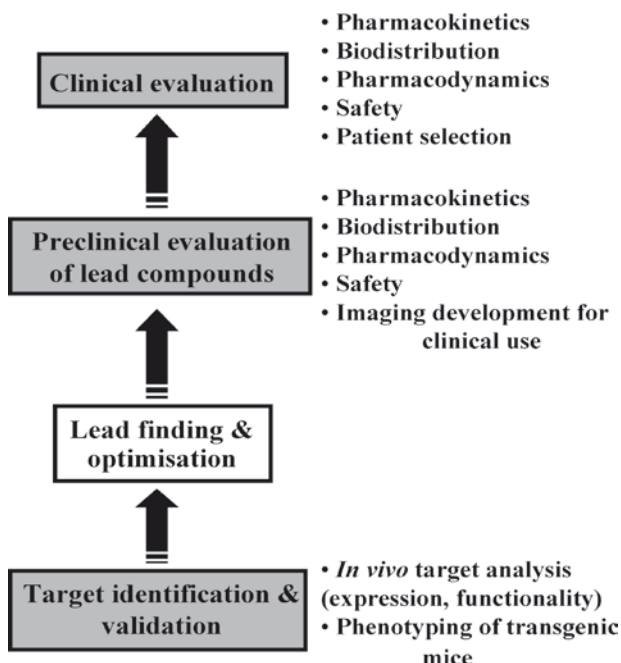 Clinical evaluation
• Pharmacokinetics
• Biodistribution
• Pharmacodynamics
• Safety
• Patient selection
Preclinical evaluation
of lead compounds
• Pharmacokinetics
• Biodistribution
• Pharmacodynamics
• Safety
• Imaging development for
clinical use
Lead finding &
optimisation
Target identification &
validation
• In vivo target analysis
(expression, functionality)
• Phenotyping of transgenic
mice